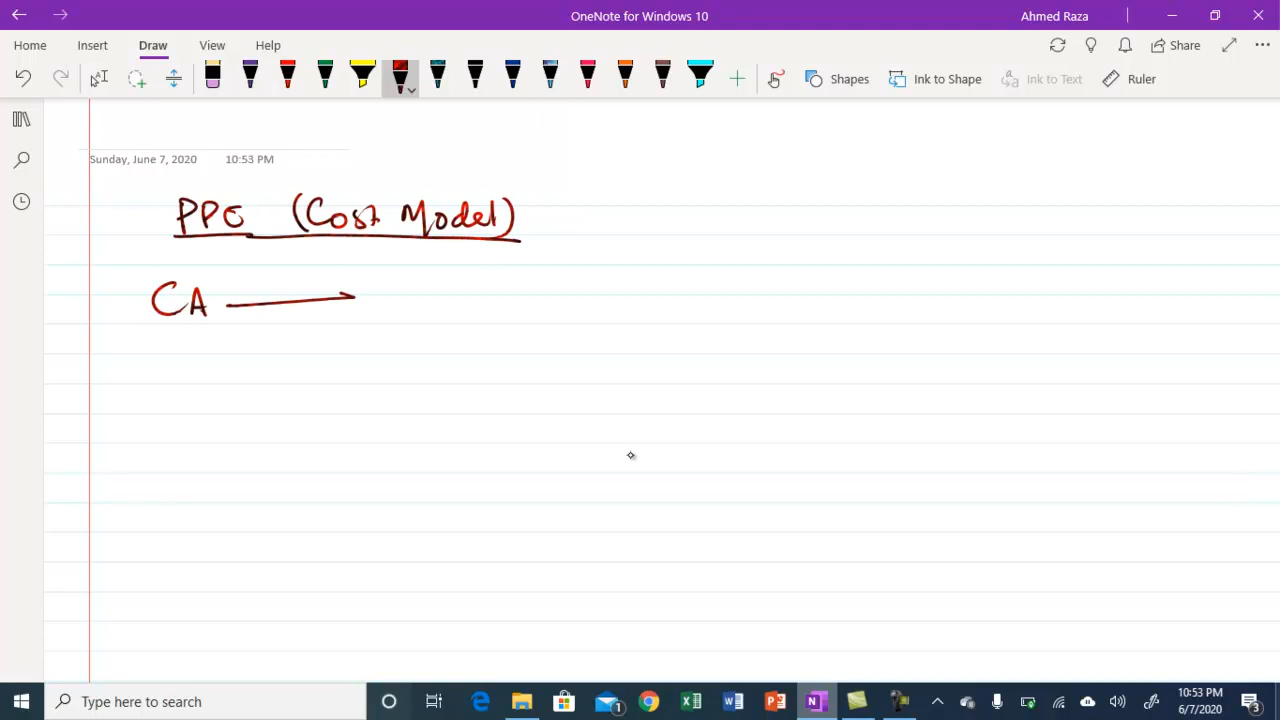 OneNote for Windows 10
Ahmed Raza
Home Insert Draw View Help
Share
Shapes Ink to Shape Ink to Text Ruler
Sunday, June 7, 2020 10:53 PM
PPE (Cost Model)
CA
Type here to search
1
10:53 PM
6/7/2020
3